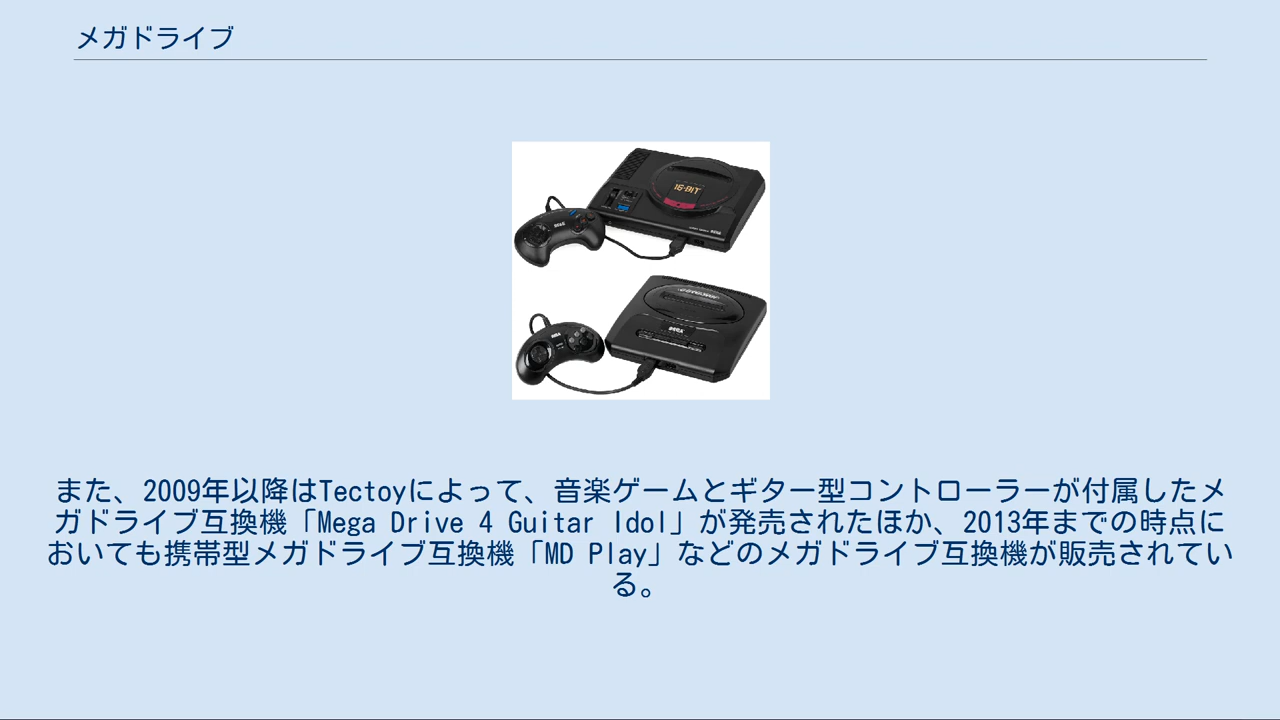 メガドライブ
16-BIT
SEGA
SEGA
SEGA
また、2009年以降はTectoyによって、音楽ゲームとギター型コントローラーが付属したメ
ガドライブ互換機「Mega Drive 4 Guitar Idol」が発売されたほか、2013年までの時点に
おいても携帯型メガドライブ互換機「MD Play」などのメガドライブ互換機が販売されてい
る。